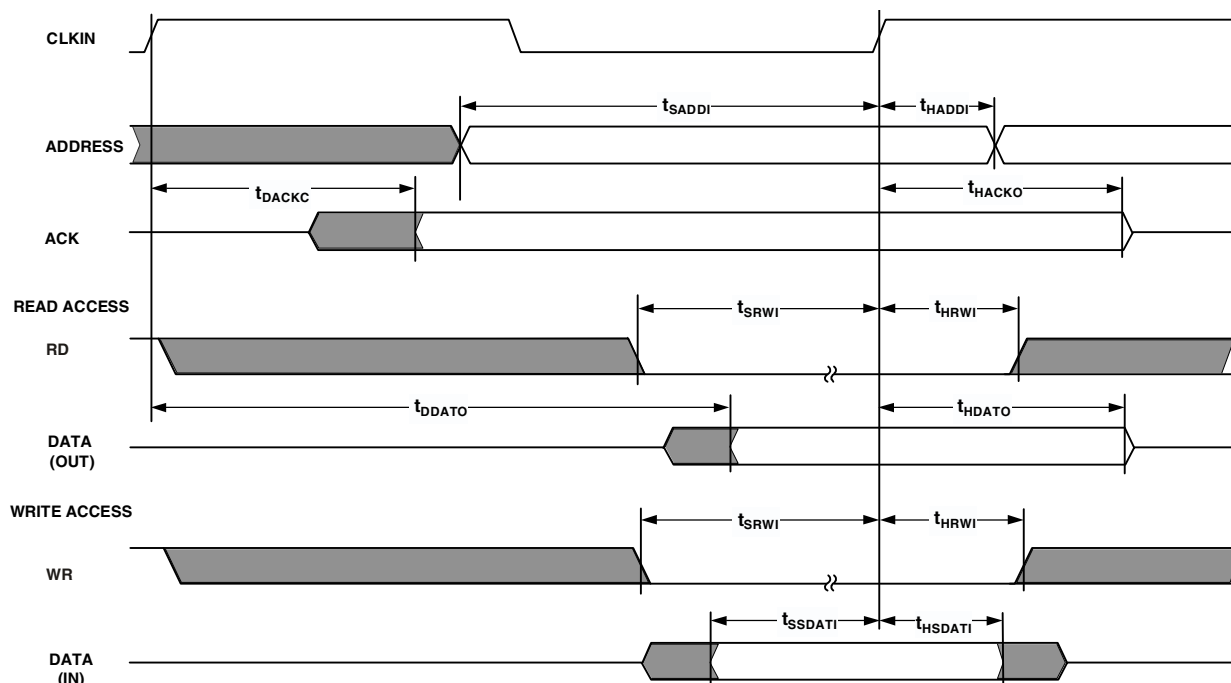 CLKIN
tSADDI
tHADDI
ADDRESS
tDACKC
tHACKO
ACK
READ ACCESS
tSRWI
tHRWI
RD
tDDATO
tHDATO
DATA
(OUT)
WRITE ACCESS
tSRWI
tHRWI
WR
tSSDATI
tHSDATI
DATA
(IN)